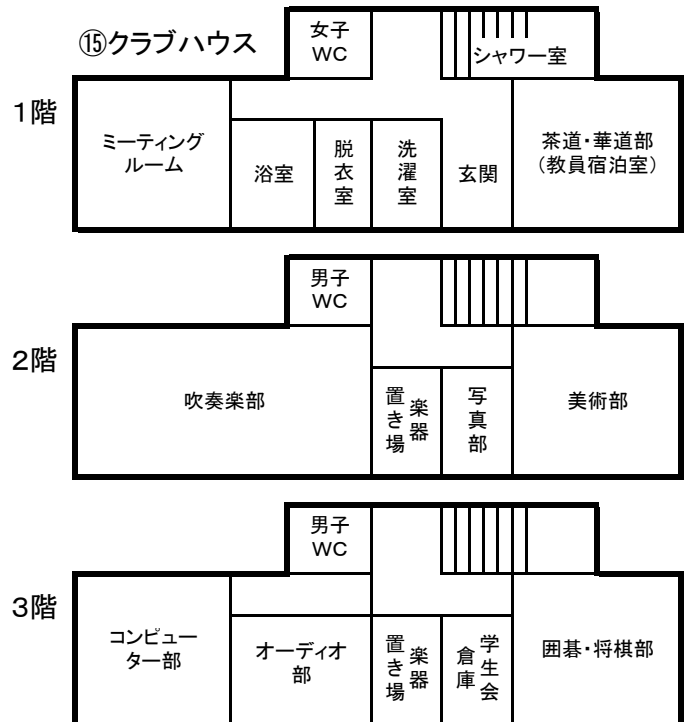 ⑮クラブハウス
女子
WC
シャワー室
1階
ミーティング
ルーム
浴室
脱衣室
洗濯室
玄関
茶道・華道部
(教員宿泊室)
男子
WC
2階
吹奏楽部
楽器
置き場
写真部
美術部
男子
WC
3階
コンピュー
ター部
オーディオ
部
楽器
置き場
学生会
倉庫
囲碁・将棋部